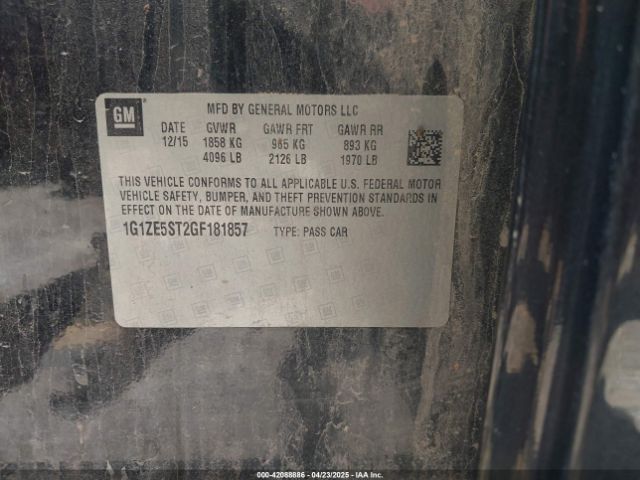 GM
MFD BY GENERAL MOTORS LLC
DATE GVWR GAWR FRT GAWR RR
12/15 1858 KG 965 KG 893 KG
4096 LB 2126 LB 1970 LB
THIS VEHICLE CONFORMS TO ALL APPLICABLE U.S. FEDERAL MOTOR
VEHICLE SAFETY, BUMPER, AND THEFT PREVENTION STANDARDS IN
EFFECT ON THE DATE OF MANUFACTURE SHOWN ABOVE.
1G1ZE5ST2GF181857 TYPE: PASS CAR
000-42088886 - 04/23/2025 - IAA Inc.